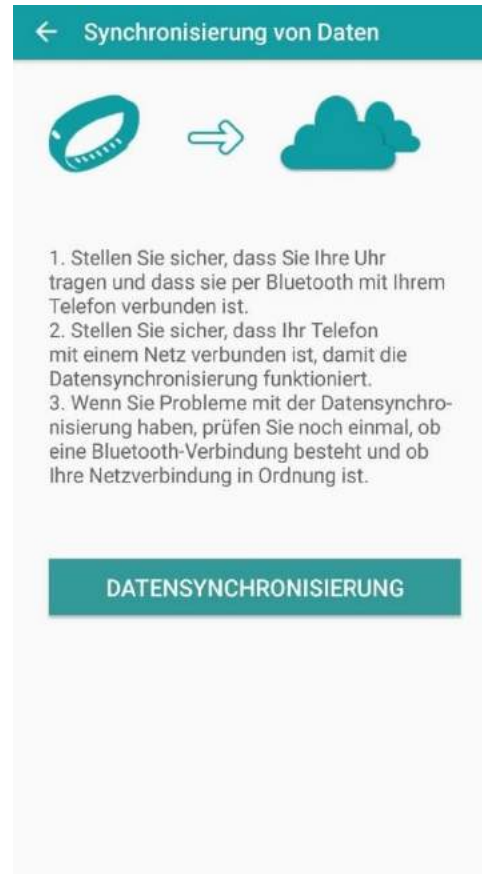 Synchronisierung von Daten
1. Stellen Sie sicher, dass Sie Ihre Uhr
tragen und dass sie per Bluetooth mit Ihrem
Telefon verbunden ist.
2. Stellen Sie sicher, dass Ihr Telefon
mit einem Netz verbunden ist, damit die
Datensynchronisierung funktioniert.
3. Wenn Sie Probleme mit der Datensynchro-
nisierung haben, prüfen Sie noch einmal, ob
eine Bluetooth-Verbindung besteht und ob
Ihre Netzverbindung in Ordnung ist.
DATENSYNCHRONISIERUNG